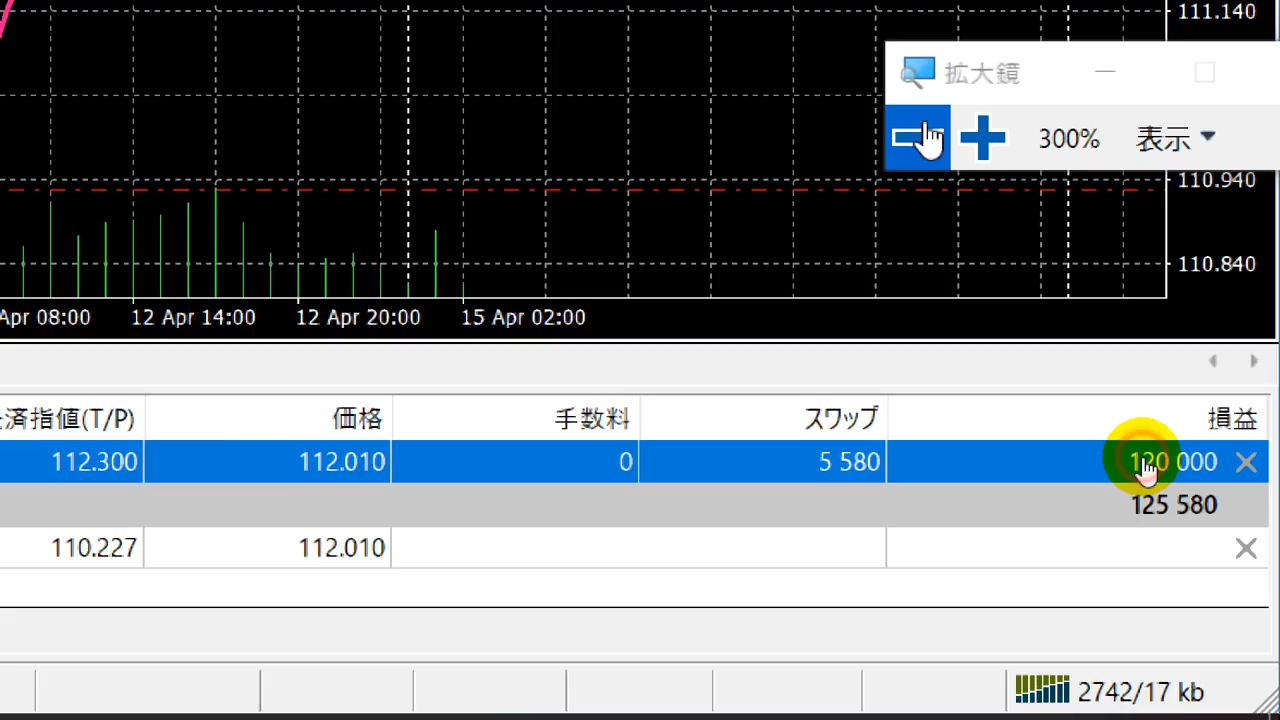 111.140
拡大鏡
300% 表示
110.940
110.840
Apr 08:00 12 Apr 14:00 12 Apr 20:00 15 Apr 02:00
済指値(T/P) 価格 手数料 スワップ 損益
112.300 112.010 0 5 580 120 000
125 580
110.227 112.010
2742/17 kb